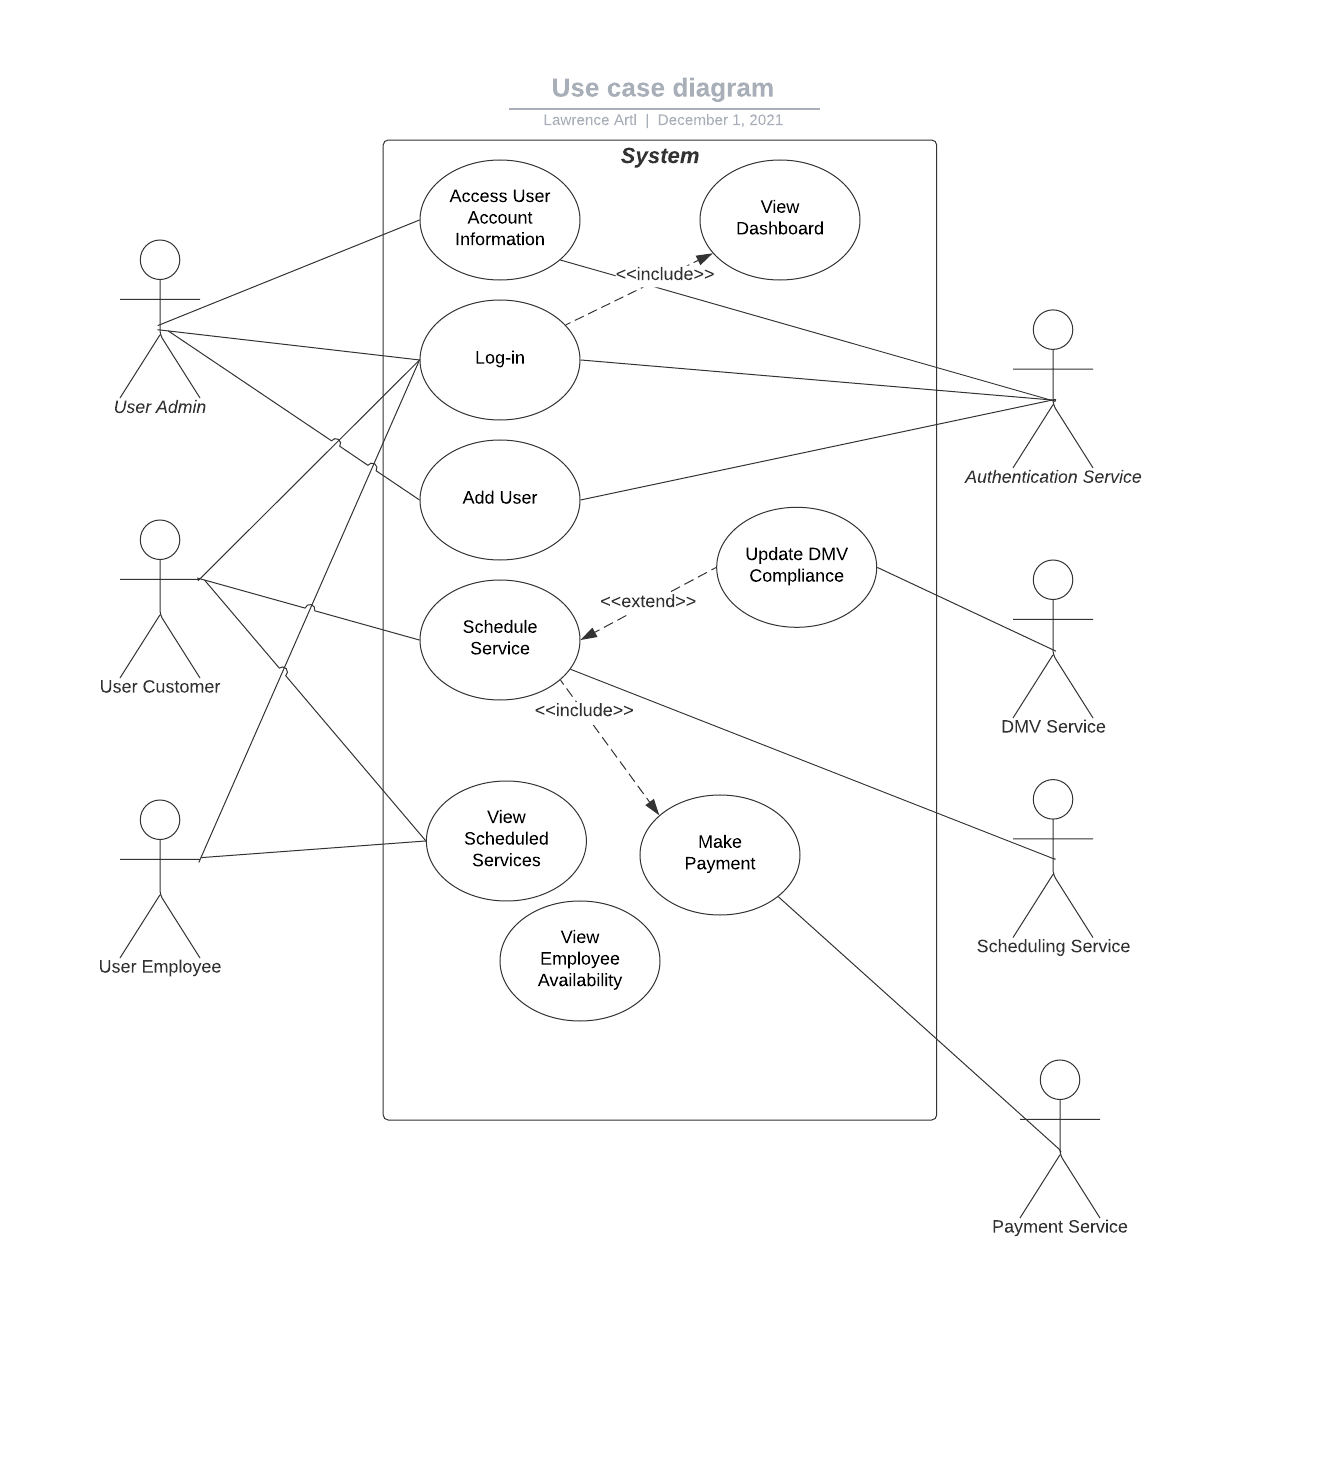 Use case diagram
Lawrence Artl | December 1, 2021
System
Access User
Account
Information
View
Dashboard
<<include>>
Log-in
User Admin
Authentication Service
Add User
Update DMV
Compliance
<<extend>>
Schedule
Service
User Customer
<<include>>
DMV Service
View
Scheduled
Services
Make
Payment
User Employee
Scheduling Service
View
Employee
Availability
Payment Service